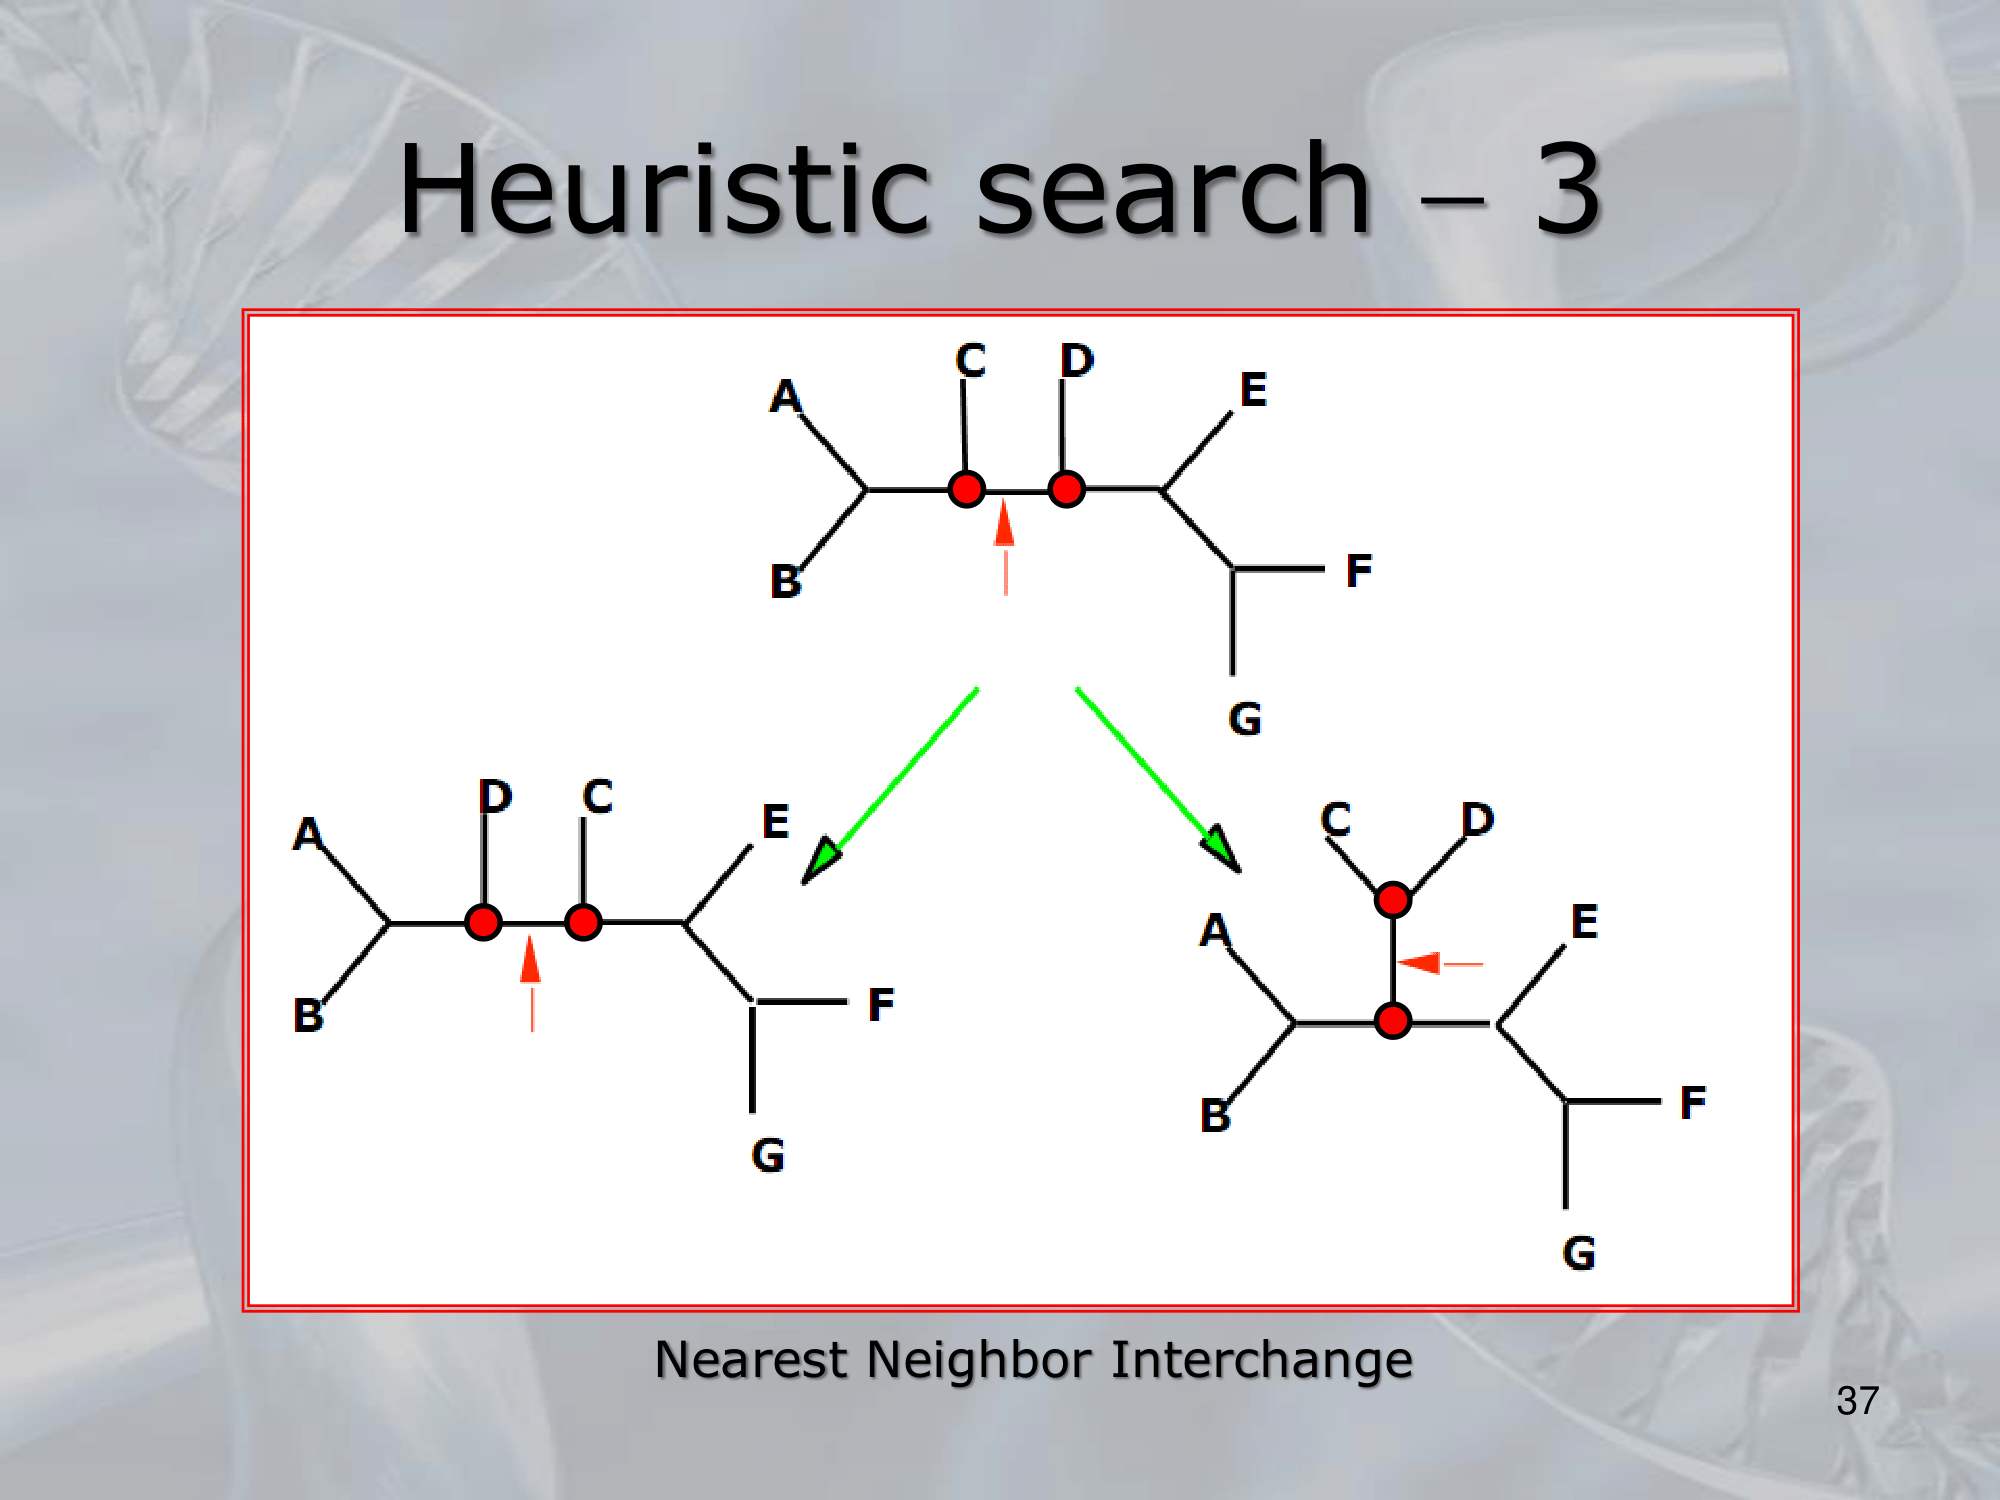 Heuristic search – 3
C D
A E
B F
G
D C
A E
B F
G
C D
A E
B F
G
Nearest Neighbor Interchange
37